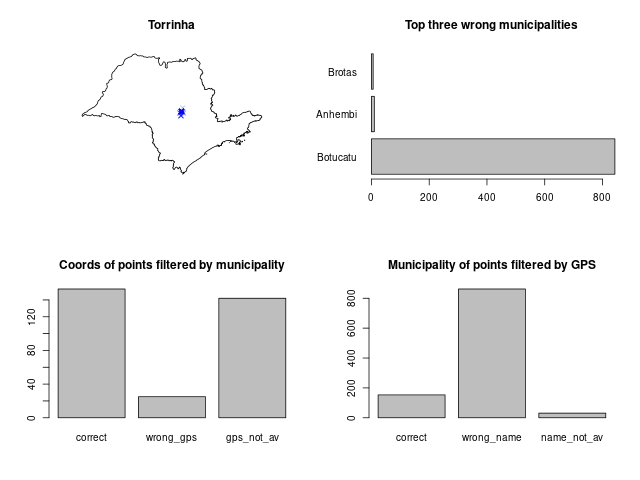 Torrinha
Top three wrong municipalities
Brotas
Anhembi
Botucatu
0 200 400 600 800
Coords of points filtered by municipality
0 40 80 120
correct wrong_gps gps_not_av
Municipality of points filtered by GPS
0 200 400 600 800
correct wrong_name name_not_av